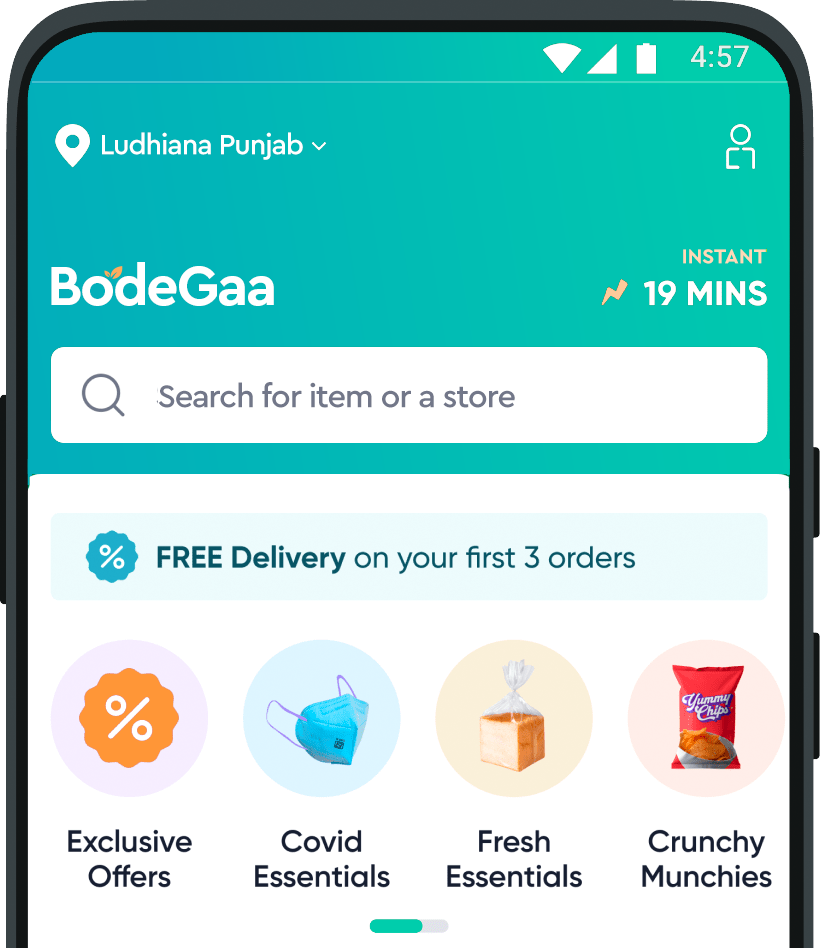 4:57
Ludhiana Punjab
BodeGaa
INSTANT
19 MINS
Search for item or a store
% FREE Delivery on your first 3 orders
%
Yummy
Chips
Exclusive
Offers
Covid
Essentials
Fresh
Essentials
Crunchy
Munchies